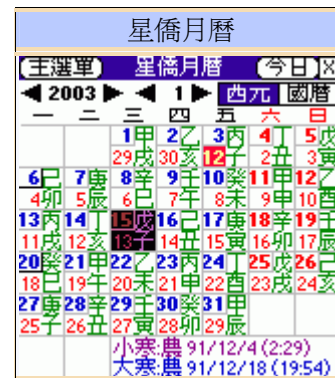 星僑月曆
主選單 星僑月曆 今日 X
◀ 2003 ▶ ◀ 1 ▶ 西元 國曆
一 二 三 四 五 六 日
1甲 2乙 3丙 4丁 5戊
29戌 30亥 12子 2丑 3寅
6己 7庚 8辛 9壬 10癸 11甲 12乙
4卯 5辰 6巳 7午 8未 9申 10酉
13丙 14丁 15戊 16己 17庚 18辛 19壬
11戌 12亥 13子 14丑 15寅 16卯 17辰
20癸 21甲 22乙 23丙 24丁 25戊 26己
18巳 19午 20未 21申 22酉 23戌 24亥
27庚 28辛 29壬 30癸 31甲
25子 26丑 27寅 28卯 29辰
小寒:農 91/12/4 (2:29)
大寒:農 91/12/18 (19:54)